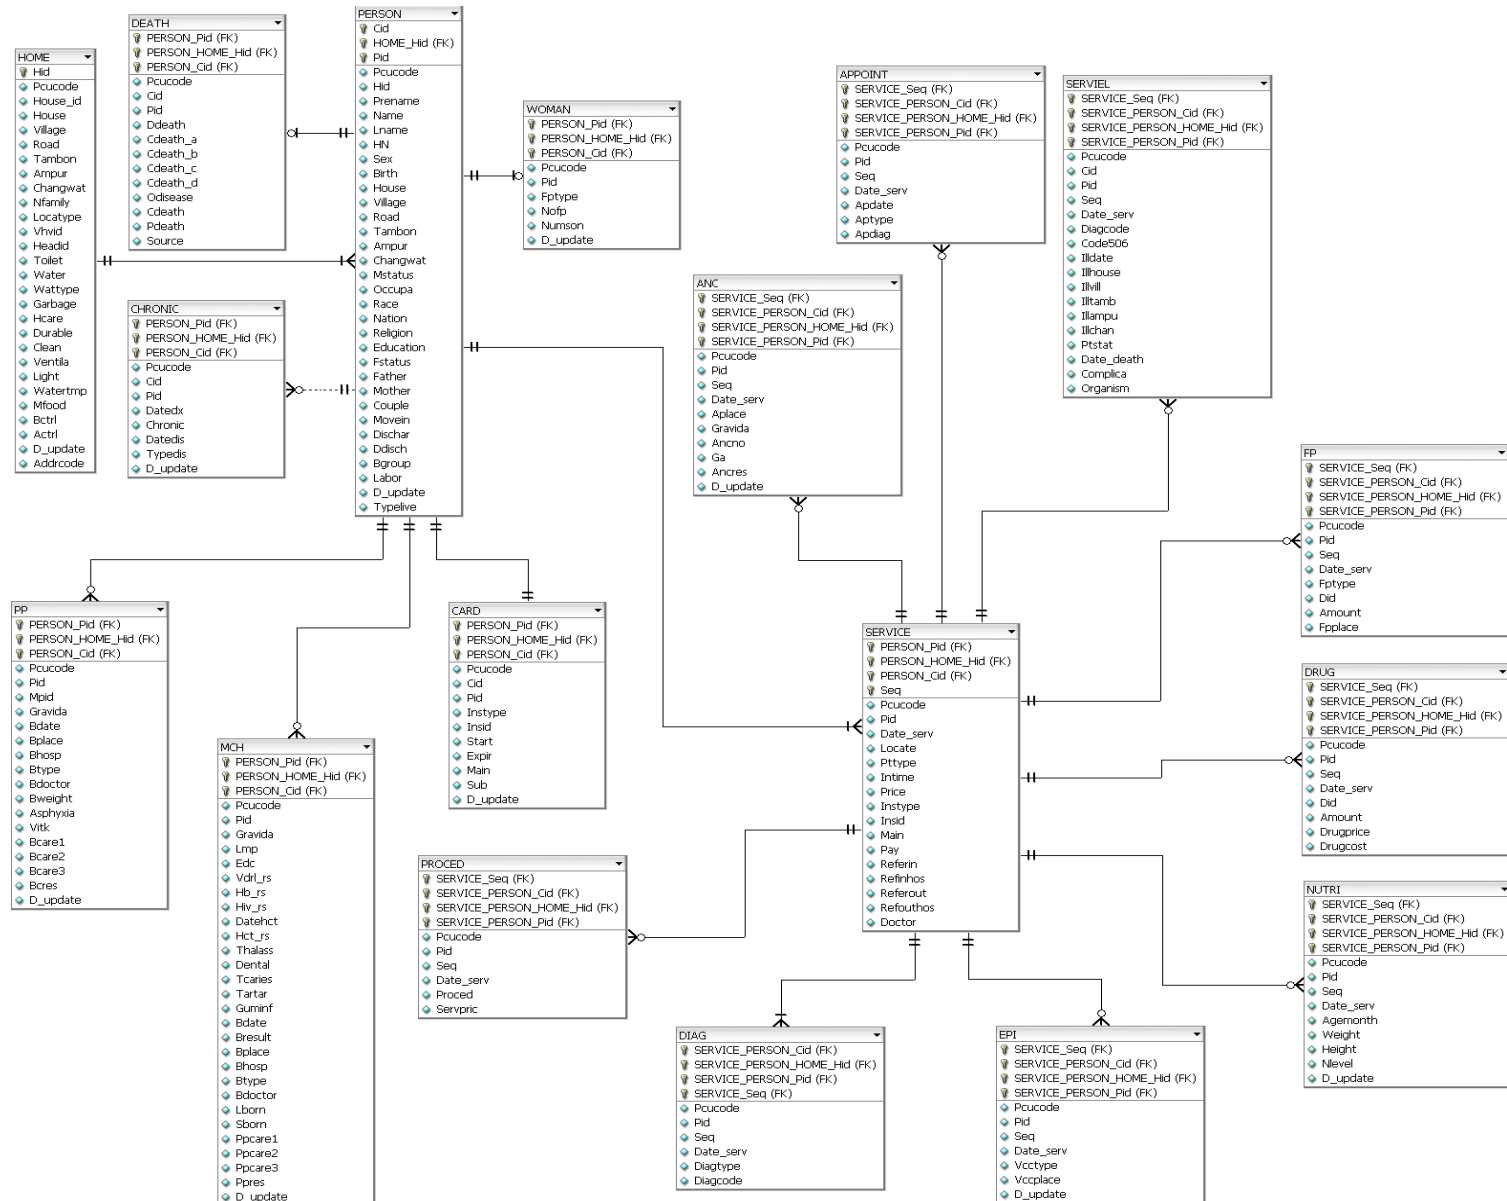 HOME
Hid
Pcucode
House_id
House
Village
Road
Tambon
Ampur
Changwat
Nfamily
Locatype
Vhvid
Headid
Toilet
Water
Wattype
Garbage
Hcare
Durable
Clean
Ventila
Light
Watertmp
Mfood
Bctrl
Actrl
D_update
Addrcode
DEATH
PERSON_Pid (FK)
PERSON_HOME_Hid (FK)
PERSON_Cid (FK)
Pcucode
Cid
Pid
Ddeath
Cdeath_a
Cdeath_b
Cdeath_c
Cdeath_d
Odisease
Cdeath
Pdeath
Source
CHRONIC
PERSON_Pid (FK)
PERSON_HOME_Hid (FK)
PERSON_Cid (FK)
Pcucode
Cid
Pid
Datedx
Chronic
Datedis
Typedis
D_update
PERSON
Cid
HOME_Hid (FK)
Pid
Pcucode
Hid
Prename
Name
Lname
HN
Sex
Birth
House
Village
Road
Tambon
Ampur
Changwat
Mstatus
Occupa
Race
Nation
Religion
Education
Fstatus
Father
Mother
Couple
Movein
Dischar
Ddisch
Bgroup
Labor
D_update
Typelive
WOMAN
PERSON_Pid (FK)
PERSON_HOME_Hid (FK)
PERSON_Cid (FK)
Pcucode
Pid
Fptype
Nofp
Numson
D_update
APPOINT
SERVICE_Seq (FK)
SERVICE_PERSON_Cid (FK)
SERVICE_PERSON_HOME_Hid (FK)
SERVICE_PERSON_Pid (FK)
Pcucode
Pid
Seq
Date_serv
Apdate
Aptype
Apdiag
SERVIEL
SERVICE_Seq (FK)
SERVICE_PERSON_Cid (FK)
SERVICE_PERSON_HOME_Hid (FK)
SERVICE_PERSON_Pid (FK)
Pcucode
Cid
Pid
Seq
Date_serv
Diagcode
Code506
Illdate
Illhouse
Illvill
Illtamb
Illampu
Illchan
Ptstat
Date_death
Complica
Organism
ANC
SERVICE_Seq (FK)
SERVICE_PERSON_Cid (FK)
SERVICE_PERSON_HOME_Hid (FK)
SERVICE_PERSON_Pid (FK)
Pcucode
Pid
Seq
Date_serv
Aplace
Gravida
Ancno
Ga
Ancres
D_update
FP
SERVICE_Seq (FK)
SERVICE_PERSON_Cid (FK)
SERVICE_PERSON_HOME_Hid (FK)
SERVICE_PERSON_Pid (FK)
Pcucode
Pid
Seq
Date_serv
Fptype
Did
Amount
Fpplace
PP
PERSON_Pid (FK)
PERSON_HOME_Hid (FK)
PERSON_Cid (FK)
Pcucode
Pid
Mpid
Gravida
Bdate
Bplace
Bhosp
Btype
Bdoctor
Bweight
Asphyxia
Vitk
Bcare1
Bcare2
Bcare3
Bcres
D_update
MCH
PERSON_Pid (FK)
PERSON_HOME_Hid (FK)
PERSON_Cid (FK)
Pcucode
Pid
Gravida
Lmp
Edc
Vdrl_rs
Hb_rs
Hiv_rs
Datehct
Hct_rs
Thalass
Dental
Tcaries
Tartar
Guminf
Bdate
Bresult
Bplace
Bhosp
Btype
Bdoctor
Lborn
Sborn
Ppcare1
Ppcare2
Ppcare3
Ppres
D_update
CARD
PERSON_Pid (FK)
PERSON_HOME_Hid (FK)
PERSON_Cid (FK)
Pcucode
Cid
Pid
Instype
Insid
Start
Expir
Main
Sub
D_update
SERVICE
PERSON_Pid (FK)
PERSON_HOME_Hid (FK)
PERSON_Cid (FK)
Seq
Pcucode
Pid
Date_serv
Locate
Pttype
Intime
Price
Instype
Insid
Main
Pay
Referin
Refinhos
Referout
Refouthos
Doctor
DRUG
SERVICE_Seq (FK)
SERVICE_PERSON_Cid (FK)
SERVICE_PERSON_HOME_Hid (FK)
SERVICE_PERSON_Pid (FK)
Pcucode
Pid
Seq
Date_serv
Did
Amount
Drugprice
Drugcost
PROCED
SERVICE_Seq (FK)
SERVICE_PERSON_Cid (FK)
SERVICE_PERSON_HOME_Hid (FK)
SERVICE_PERSON_Pid (FK)
Pcucode
Pid
Seq
Date_serv
Proced
Servpric
NUTRI
SERVICE_Seq (FK)
SERVICE_PERSON_Cid (FK)
SERVICE_PERSON_HOME_Hid (FK)
SERVICE_PERSON_Pid (FK)
Pcucode
Pid
Seq
Date_serv
Agemonth
Weight
Height
Nlevel
D_update
DIAG
SERVICE_PERSON_Cid (FK)
SERVICE_PERSON_HOME_Hid (FK)
SERVICE_PERSON_Pid (FK)
SERVICE_Seq (FK)
Pcucode
Pid
Seq
Date_serv
Diagtype
Diagcode
EPI
SERVICE_Seq (FK)
SERVICE_PERSON_Cid (FK)
SERVICE_PERSON_HOME_Hid (FK)
SERVICE_PERSON_Pid (FK)
Pcucode
Pid
Seq
Date_serv
Vcctype
Vccplace
D_update